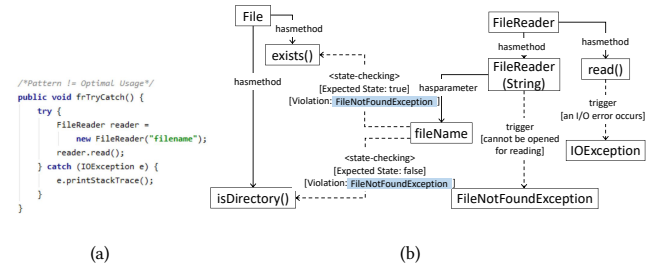 /*Pattern != Optimal Usage*/
public void frTryCatch() {
try {
FileReader reader =
new FileReader("filename");
reader.read();
} catch (IOException e) {
e.printStackTrace();
}
}
(a)
File
hasmethod
exists()
hasmethod
<state-checking>
[Expected State: true]
[Violation: FileNotFoundException ]
<state-checking>
[Expected State: false]
[Violation: FileNotFoundException ]
isDirectory()
FileReader
hasmethod
hasmethod
FileReader
(String)
read()
hasparameter
fileName
trigger
[cannot be opened
for reading]
trigger
[an I/O error occurs]
IOException
FileNotFoundException
(b)